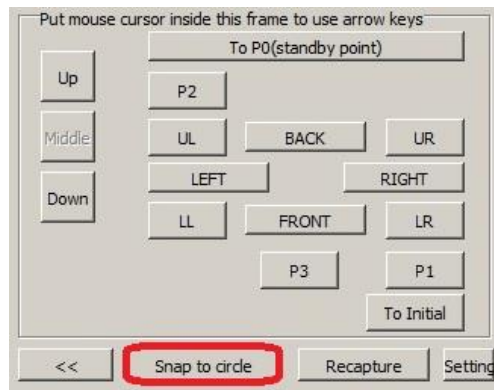 Put mouse cursor inside this frame to use arrow keys
To P0(standby point)
Up
P2
Middle
UL BACK UR
LEFT RIGHT
Down
LL FRONT LR
P3 P1
To Initial
<< Snap to circle Recapture Setting